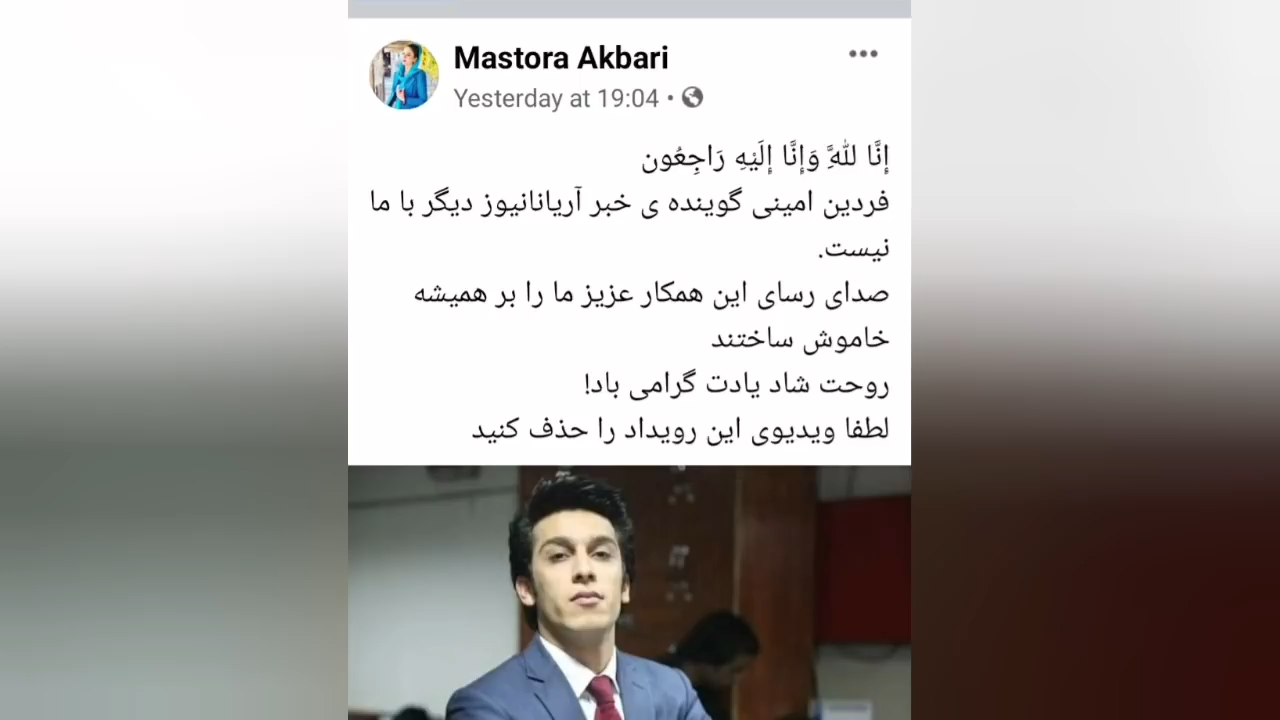 Mastora Akbari
Yesterday at 19:04 •
إِنَّا لِلَّهِ وَإِنَّا إِلَيْهِ رَاجِعُون
فردین امینی گوینده ی خبر آریانانیوز دیگر با ما
نیست.
صدای رسای این همکار عزیز ما را بر همیشه
خاموش ساختند
روحت شاد یادت گرامی باد!
لطفا ویدیوی این رویداد را حذف کنید